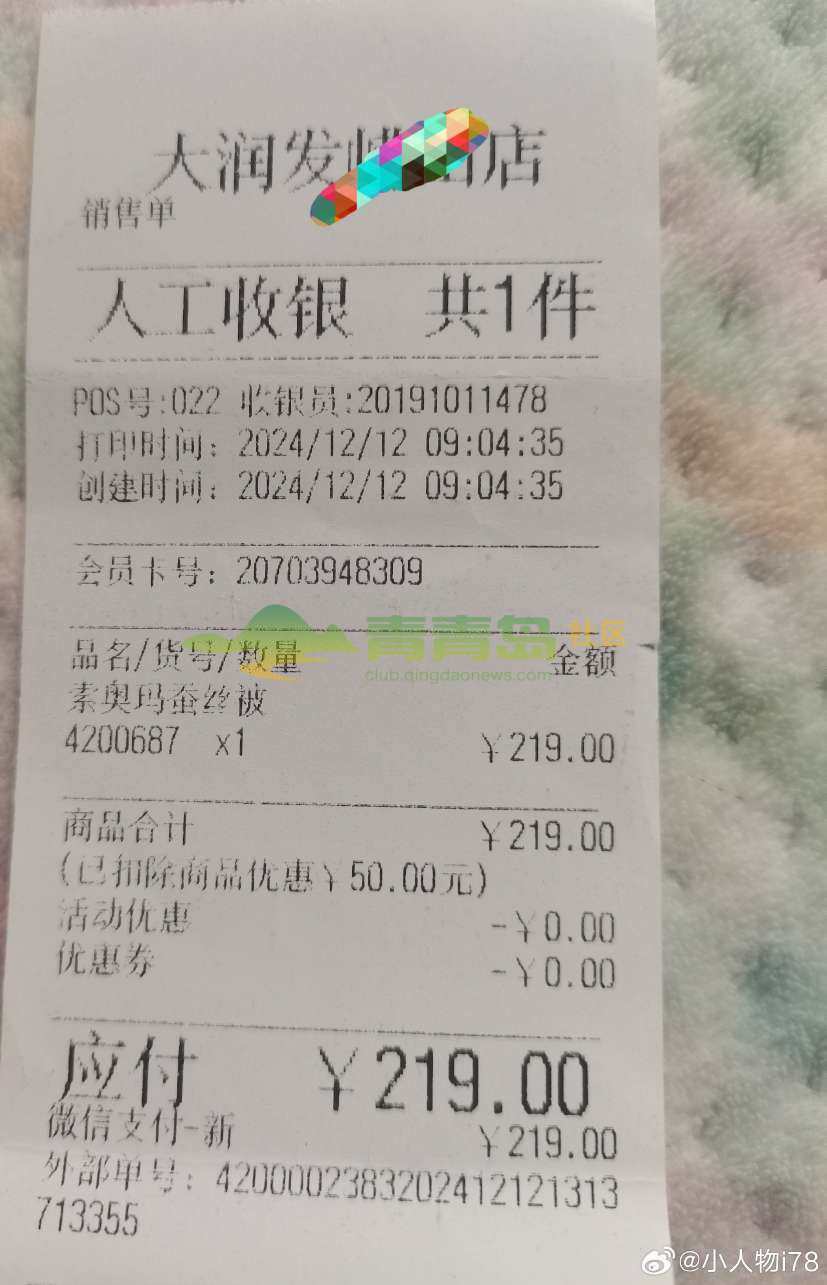 大润发 店
销售单
人工收银 共1件
POS号:022 收银员:20191011478
打印时间: 2024/12/12 09:04:35
创建时间: 2024/12/12 09:04:35
会员卡号: 20703948309
青青岛社区
club.qingdaonews.com
品名/货号/数量 金额
索奥玛蚕丝被
4200687 x1 ¥219.00
商品合计 ¥219.00
(已扣除商品优惠¥50.00元)
活动优惠 -¥0.00
优惠券 -¥0.00
应付 ¥219.00
微信支付-新 ¥219.00
外部单号: 420000238320241212131​3
713355
@小人物i78